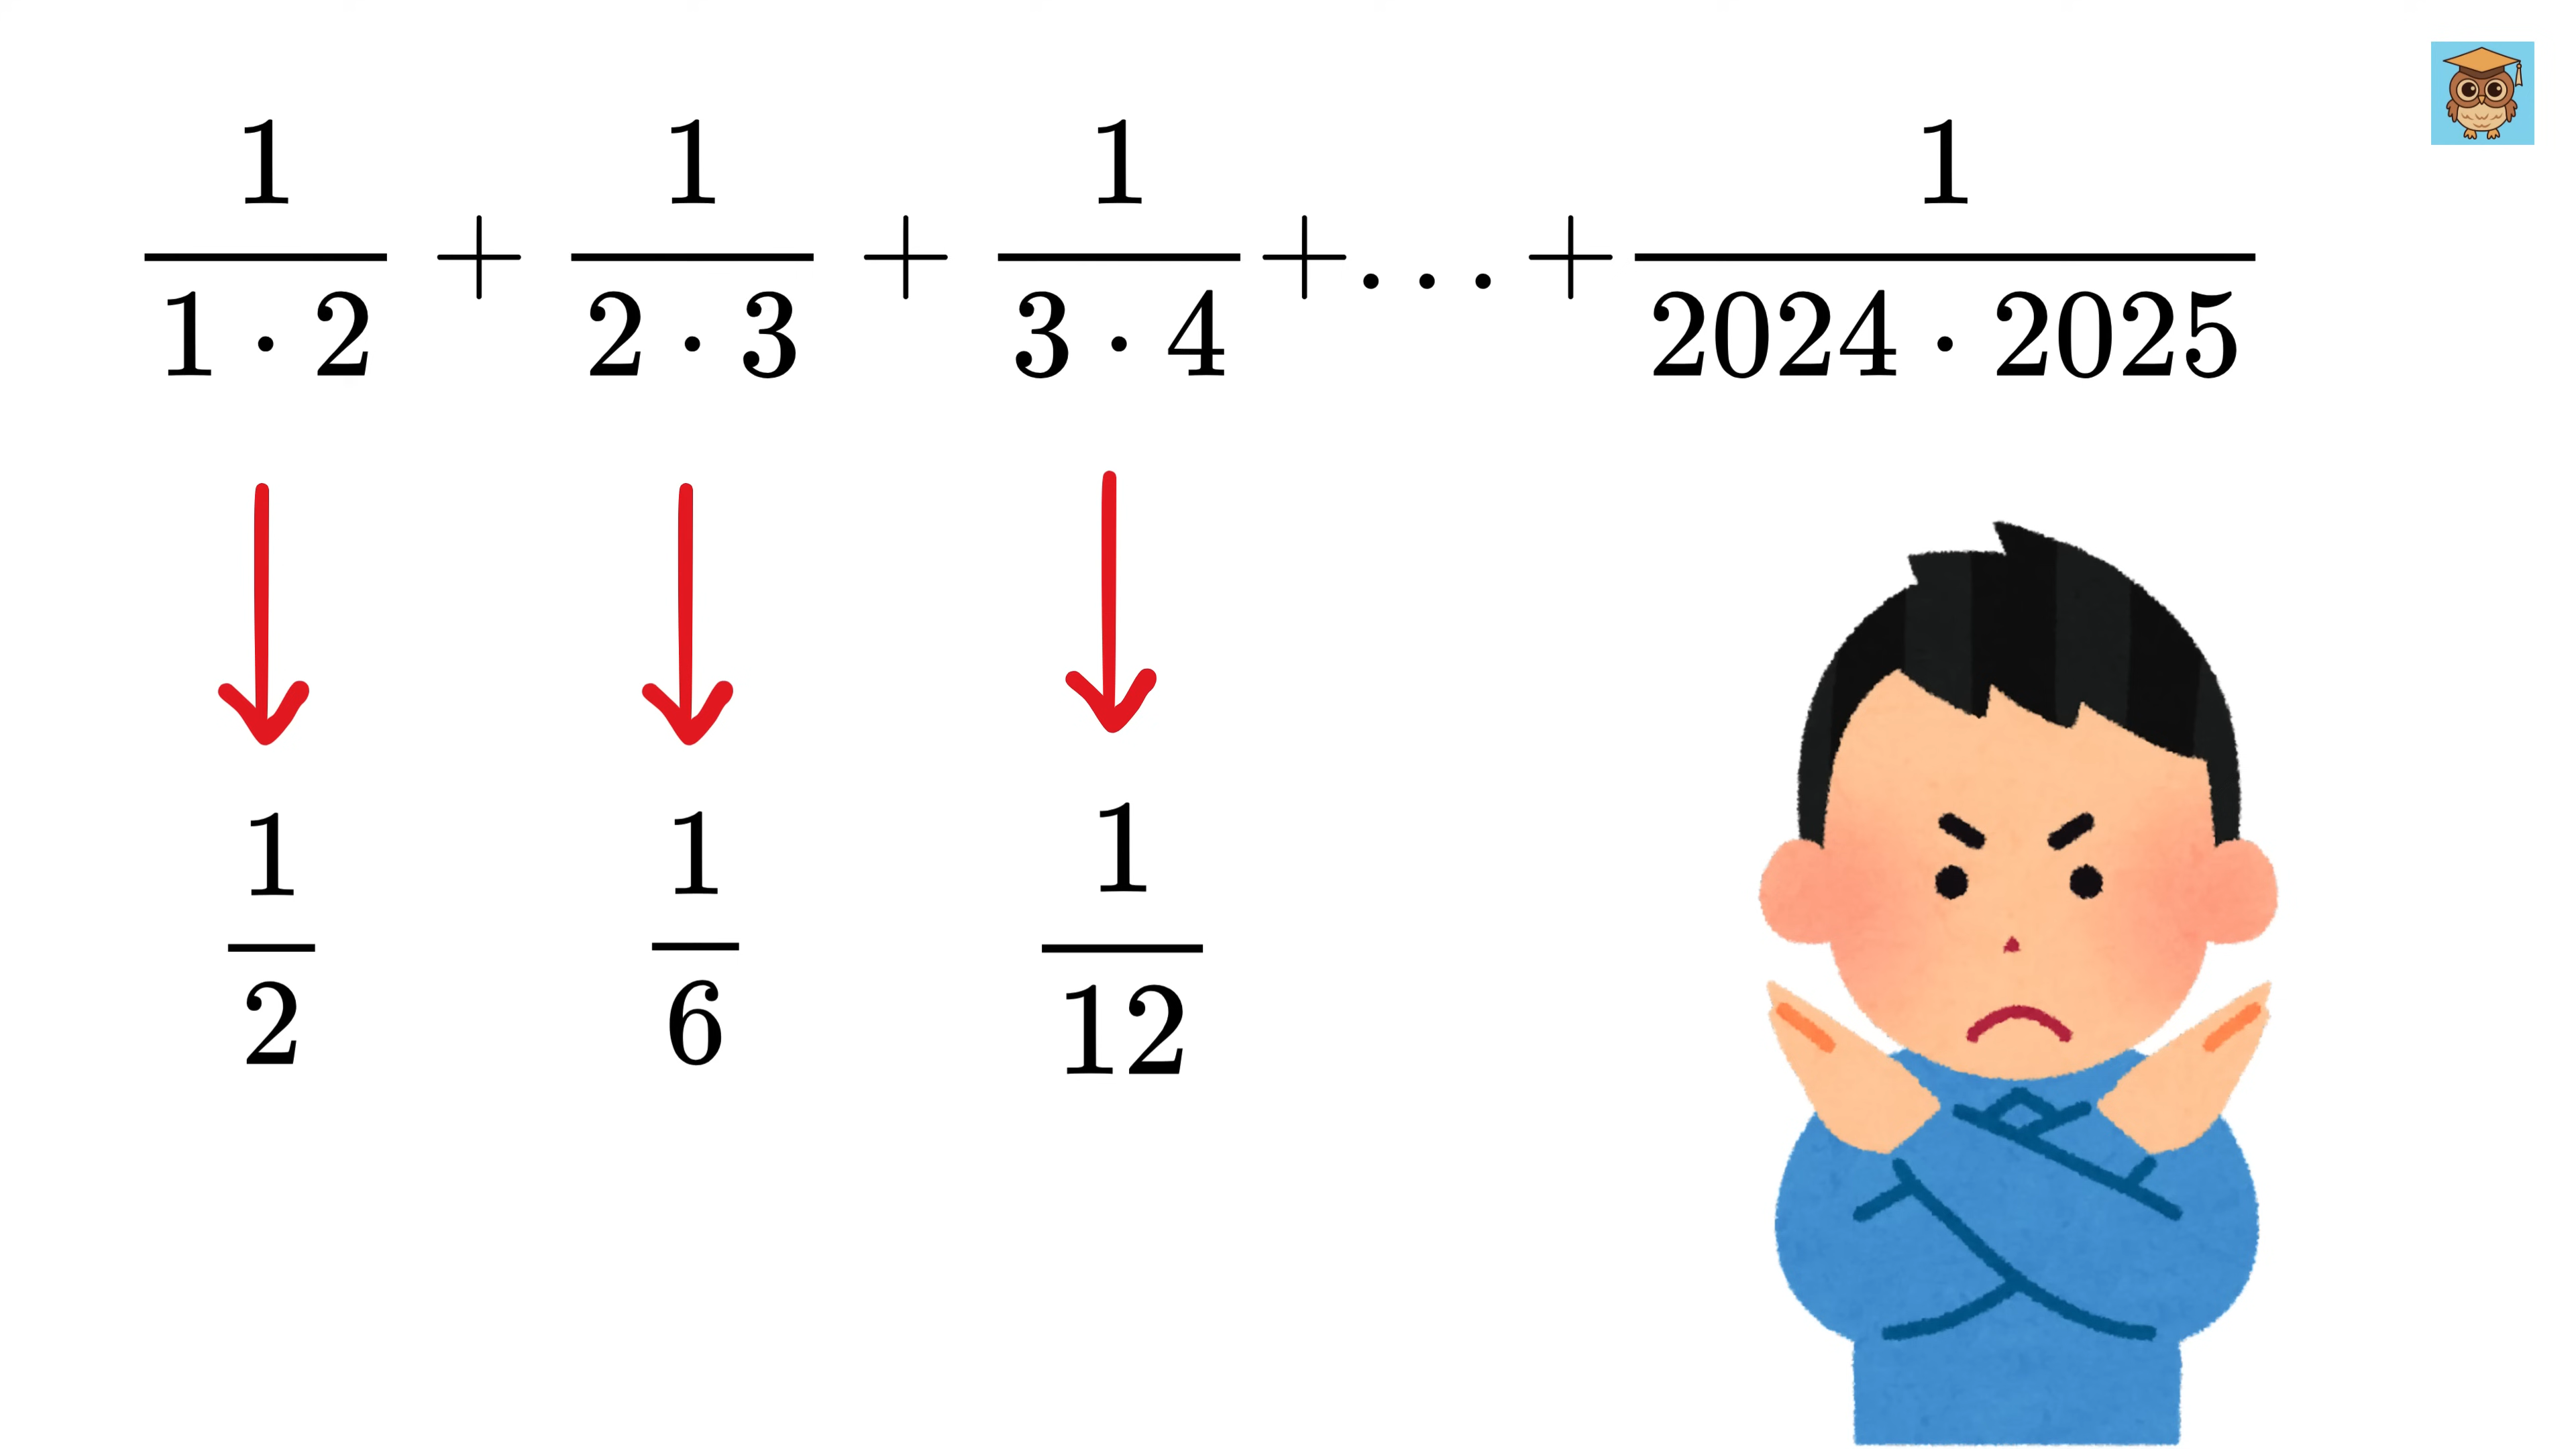 1/(1 · 2) + 1/(2 · 3) + 1/(3 · 4) + ... + 1/(2024 · 2025)
1/2 1/6 1/12